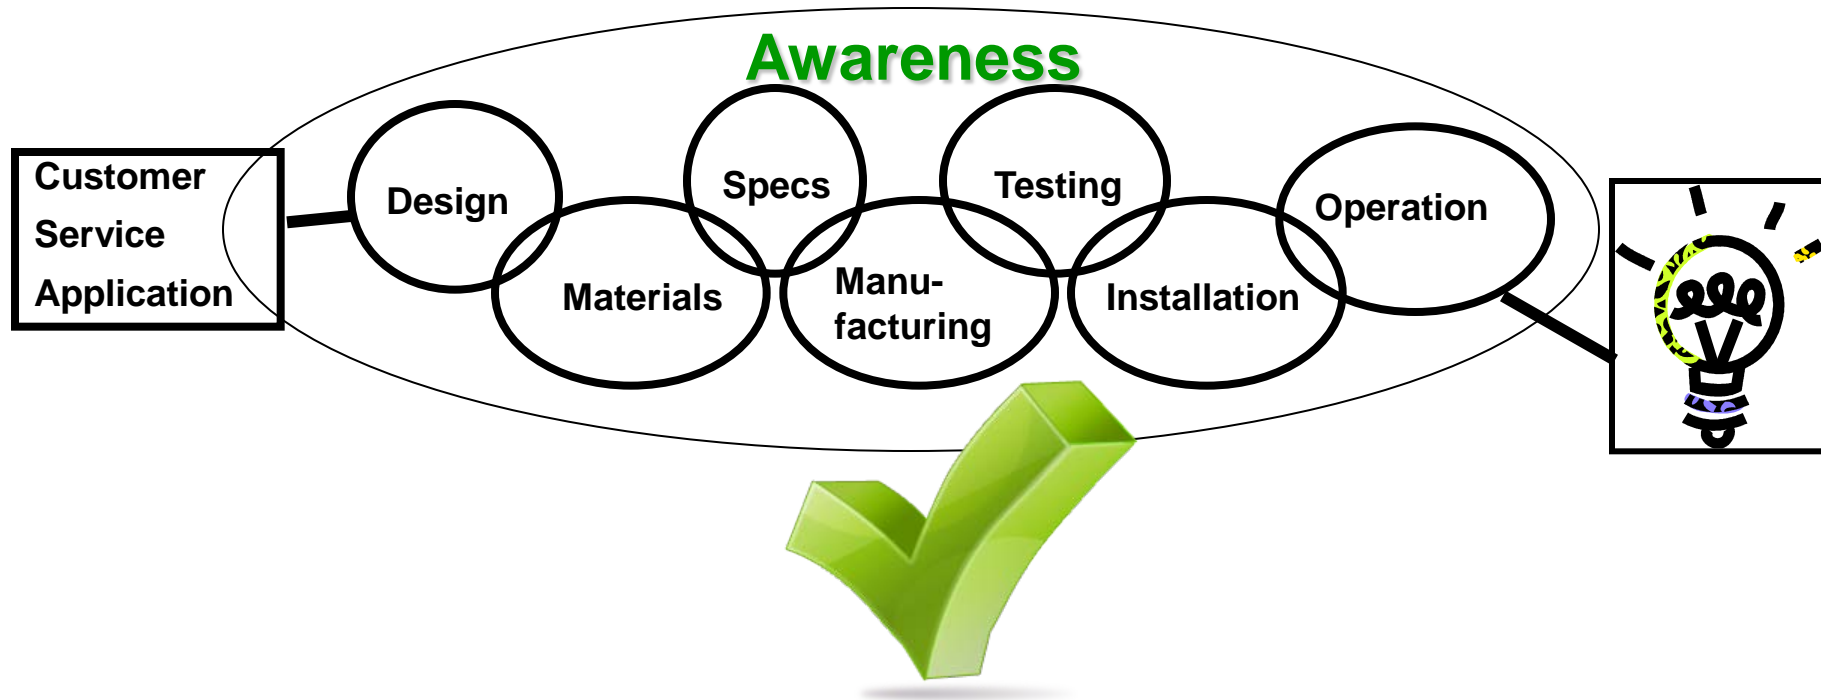 Awareness
Customer
Service
Application
Design
Materials
Specs
Manu-
facturing
Testing
Installation
Operation